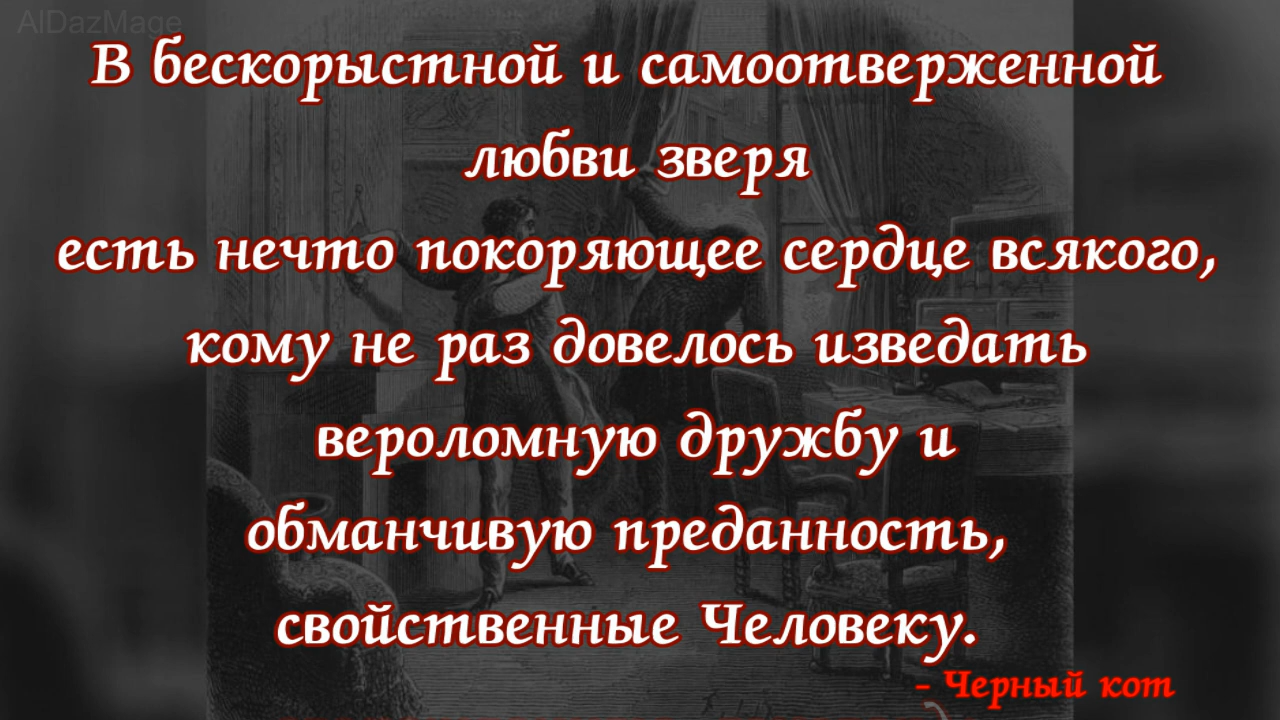 AlDazMage
В бескорыстной и самоотверженной
любви зверя
есть нечто покоряющее сердце всякого,
кому не раз довелось изведать
вероломную дружбу и
обманчивую преданность,
свойственные Человеку.
- Черный кот